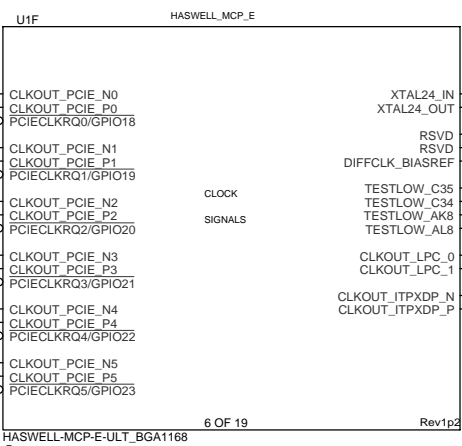 U1F
HASWELL_MCP_E
CLKOUT_PCIE_N0
CLKOUT_PCIE_P0
PCIECLKRQ0/GPIO18
CLKOUT_PCIE_N1
CLKOUT_PCIE_P1
PCIECLKRQ1/GPIO19
CLKOUT_PCIE_N2
CLKOUT_PCIE_P2
PCIECLKRQ2/GPIO20
CLKOUT_PCIE_N3
CLKOUT_PCIE_P3
PCIECLKRQ3/GPIO21
CLKOUT_PCIE_N4
CLKOUT_PCIE_P4
PCIECLKRQ4/GPIO22
CLKOUT_PCIE_N5
CLKOUT_PCIE_P5
PCIECLKRQ5/GPIO23
CLOCK
SIGNALS
XTAL24_IN
XTAL24_OUT
RSVD
RSVD
DIFFCLK_BIASREF
TESTLOW_C35
TESTLOW_C34
TESTLOW_AK8
TESTLOW_AL8
CLKOUT_LPC_0
CLKOUT_LPC_1
CLKOUT_ITPXDP_N
CLKOUT_ITPXDP_P
6 OF 19
Rev1p2
HASWELL-MCP-E-ULT_BGA1168